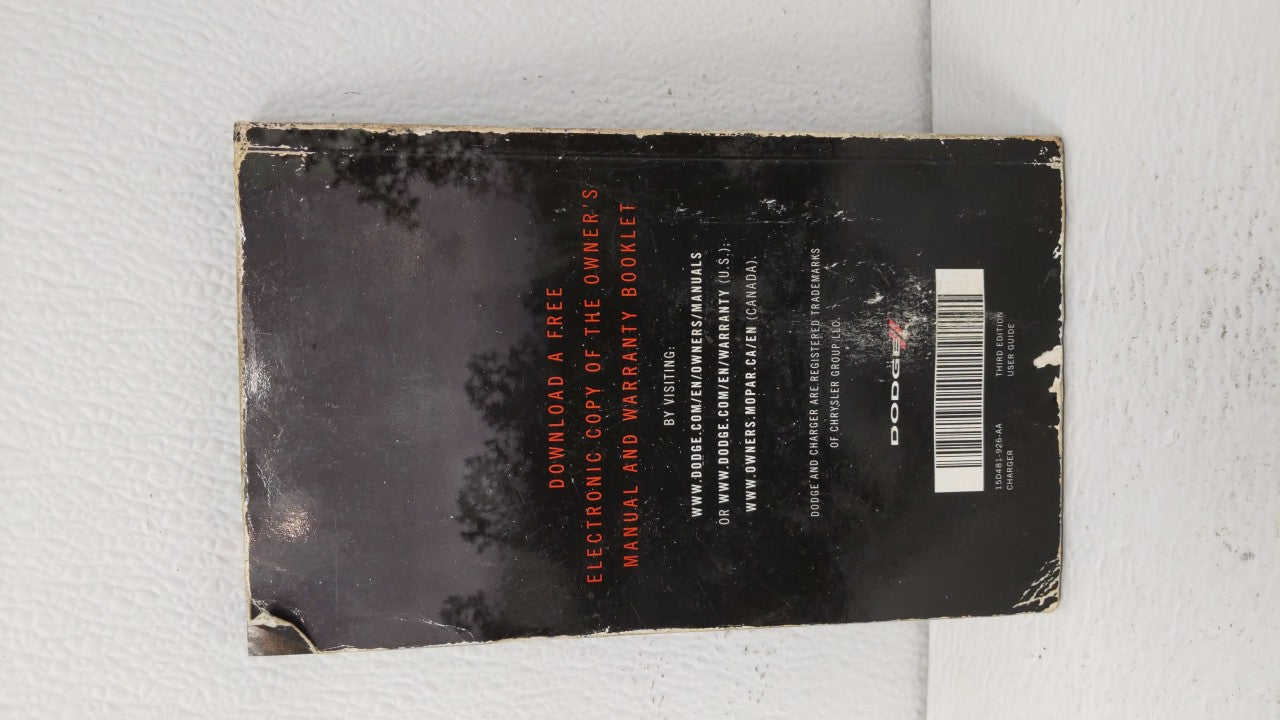 DOWNLOAD A FREE
ELECTRONIC COPY OF THE OWNER'S
MANUAL AND WARRANTY BOOKLET
BY VISITING:
WWW.DODGE.COM/EN/OWNERS/MANUALS
OR WWW.DODGE.COM/EN/WARRANTY (U.S.);
WWW.OWNERS.MOPAR.CA/EN (CANADA).
DODGE AND CHARGER ARE REGISTERED TRADEMARKS
OF CHRYSLER GROUP LLC.
DODGE
15D481-926-AA THIRD EDITION
CHARGER USER GUIDE